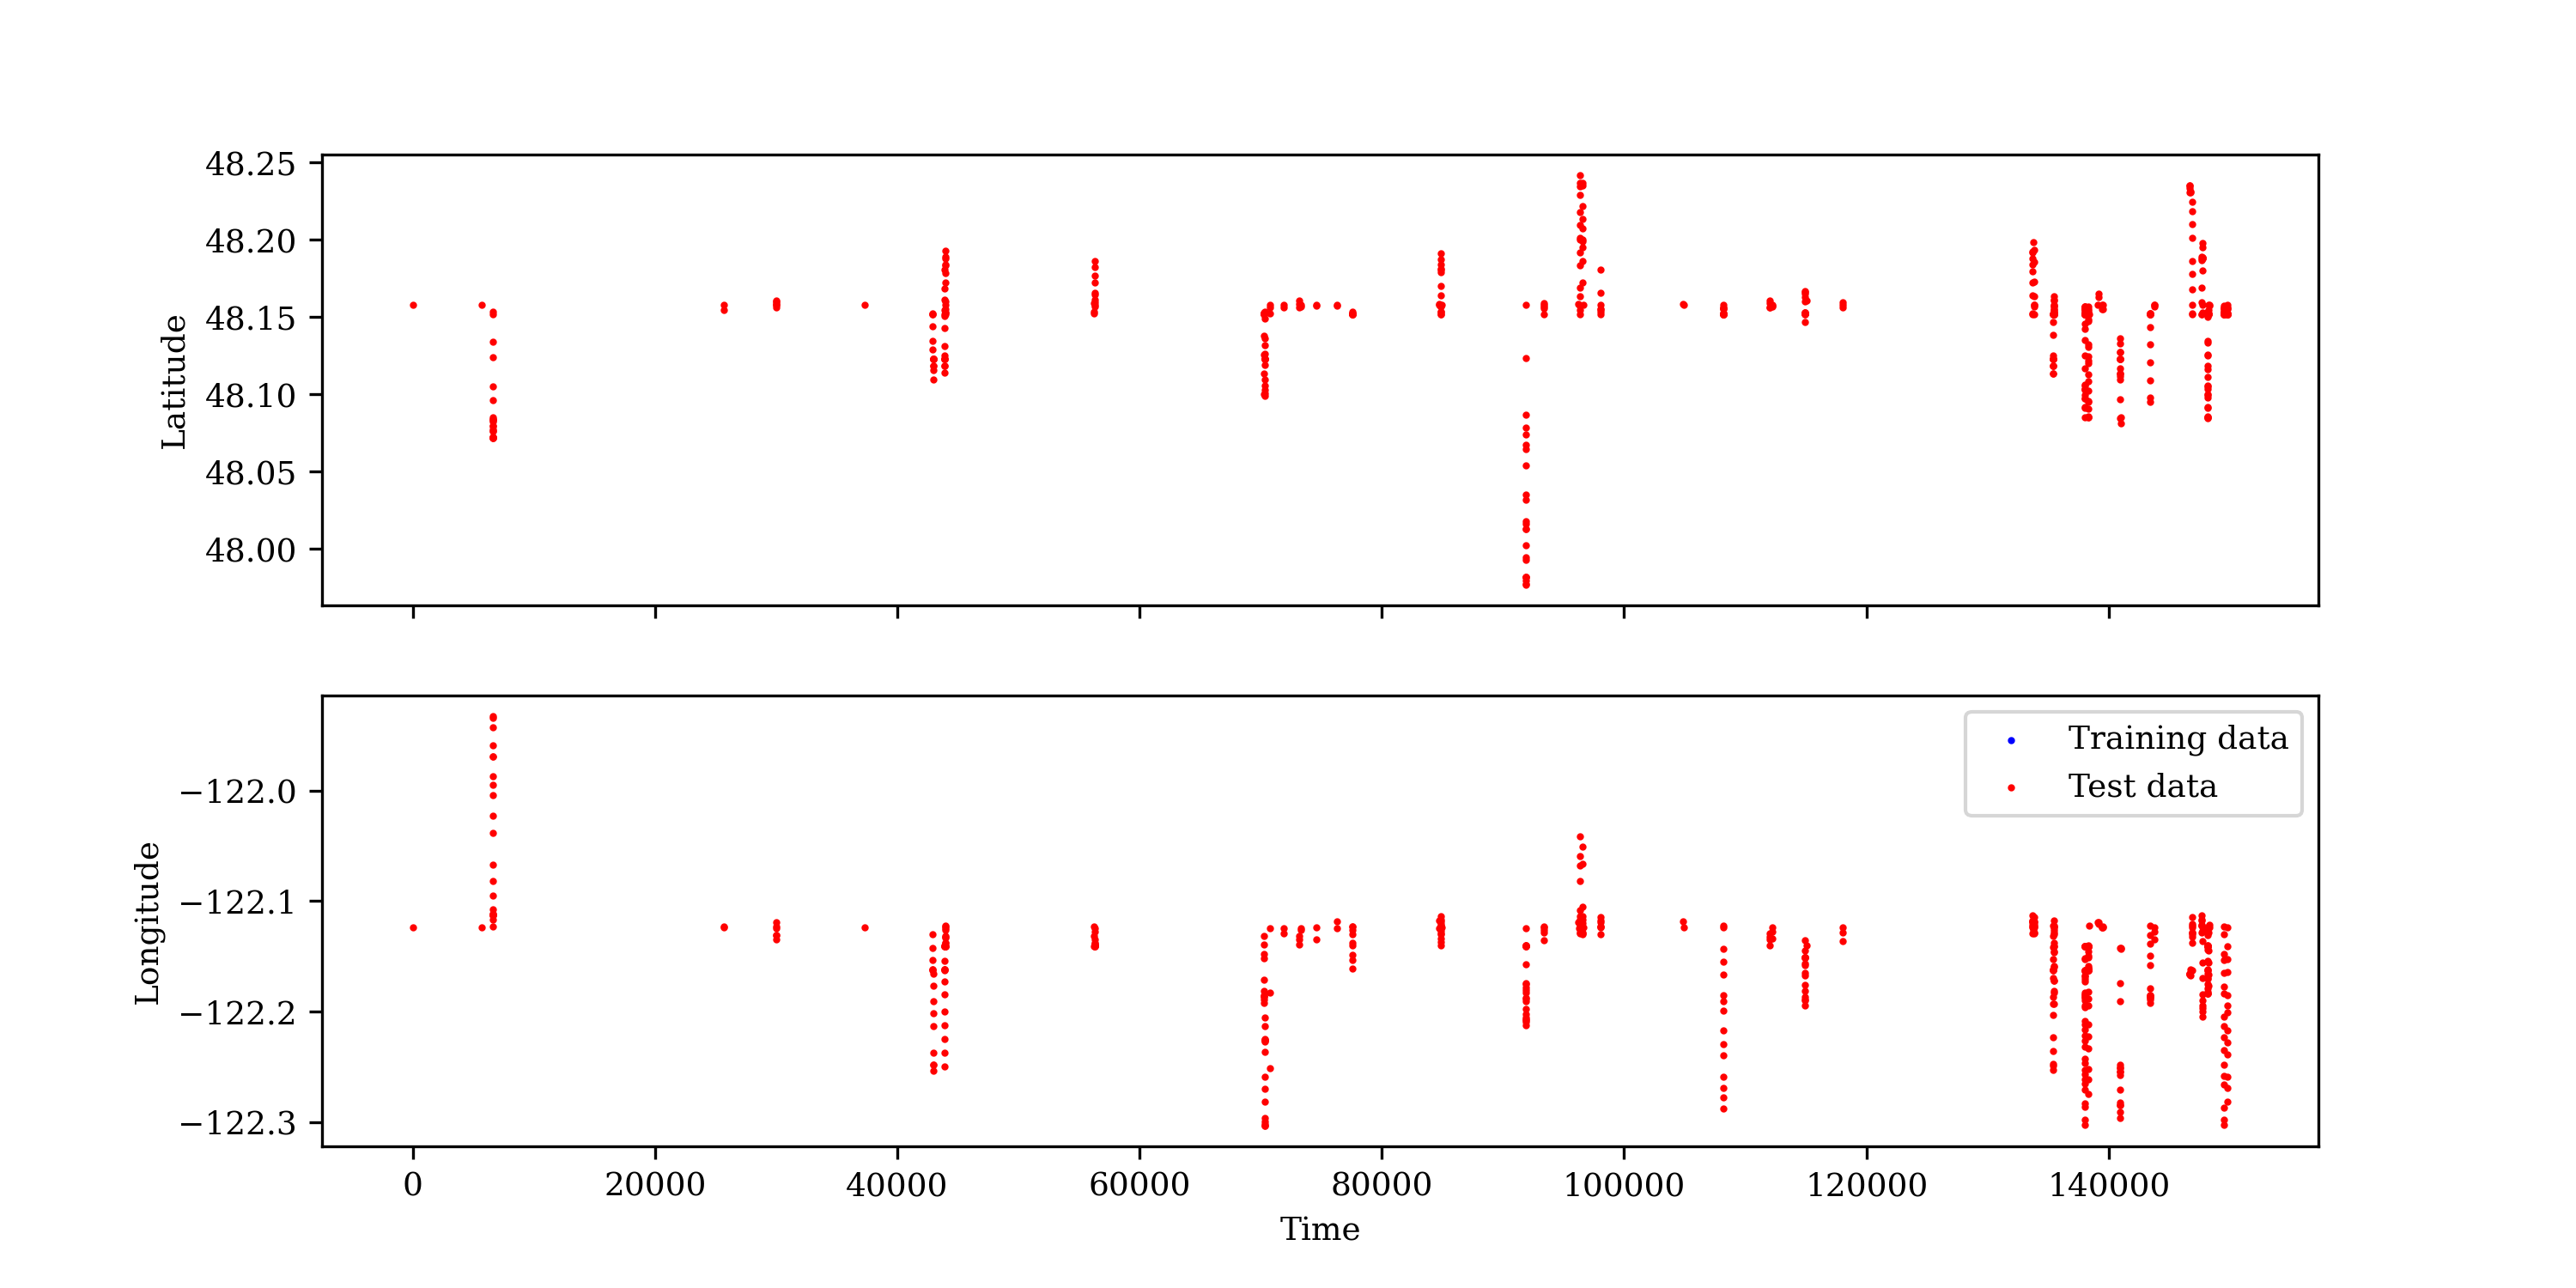 48.25
48.20
48.15
48.10
48.05
48.00
Latitude
−122.0
−122.1
−122.2
−122.3
Longitude
Training data
Test data
0 20000 40000 60000 80000 100000 120000 140000
Time